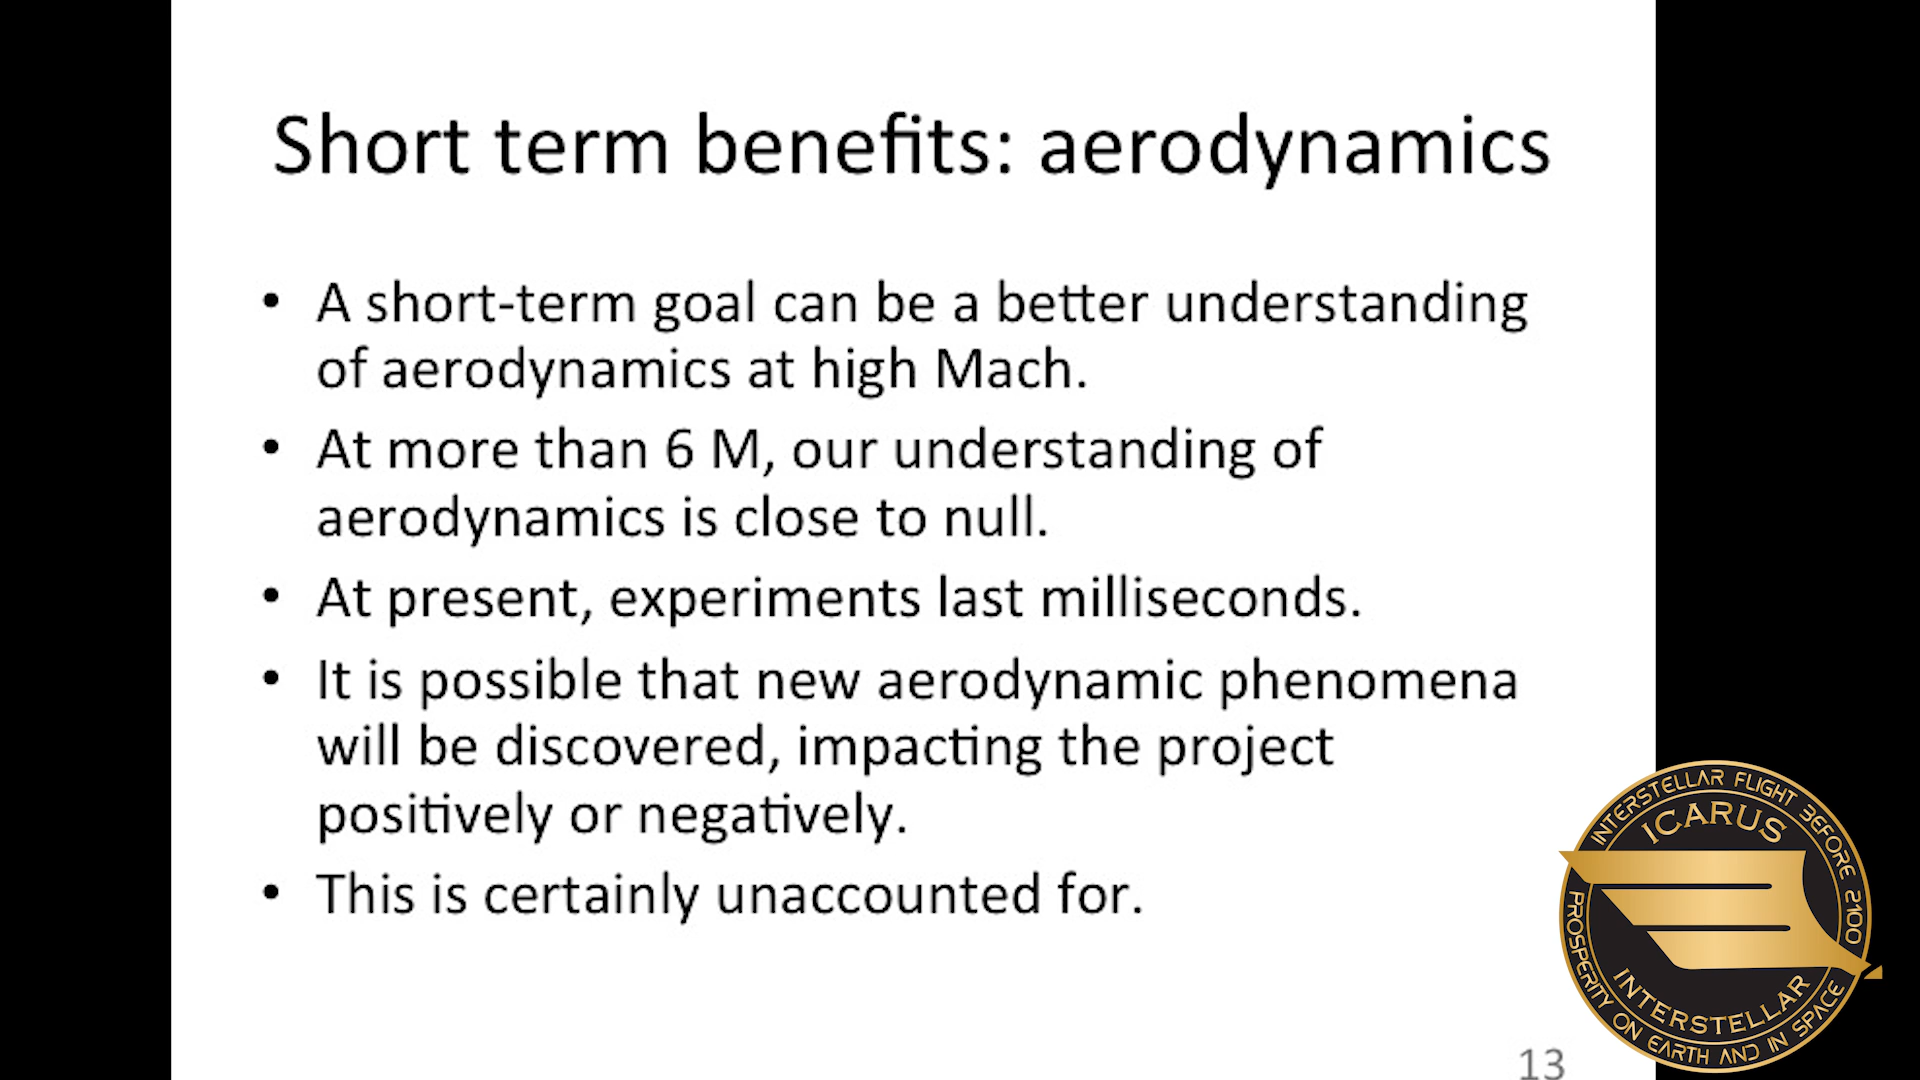 Short term benefits: aerodynamics
• A short-term goal can be a better understanding
of aerodynamics at high Mach.
• At more than 6 M, our understanding of
aerodynamics is close to null.
• At present, experiments last milliseconds.
• It is possible that new aerodynamic phenomena
will be discovered, impacting the project
positively or negatively.
• This is certainly unaccounted for.
INTERSTELLAR FLIGHT BEFORE 2100
ICARUS
INTERSTELLAR
PROSPERITY ON EARTH AND IN SPACE
13